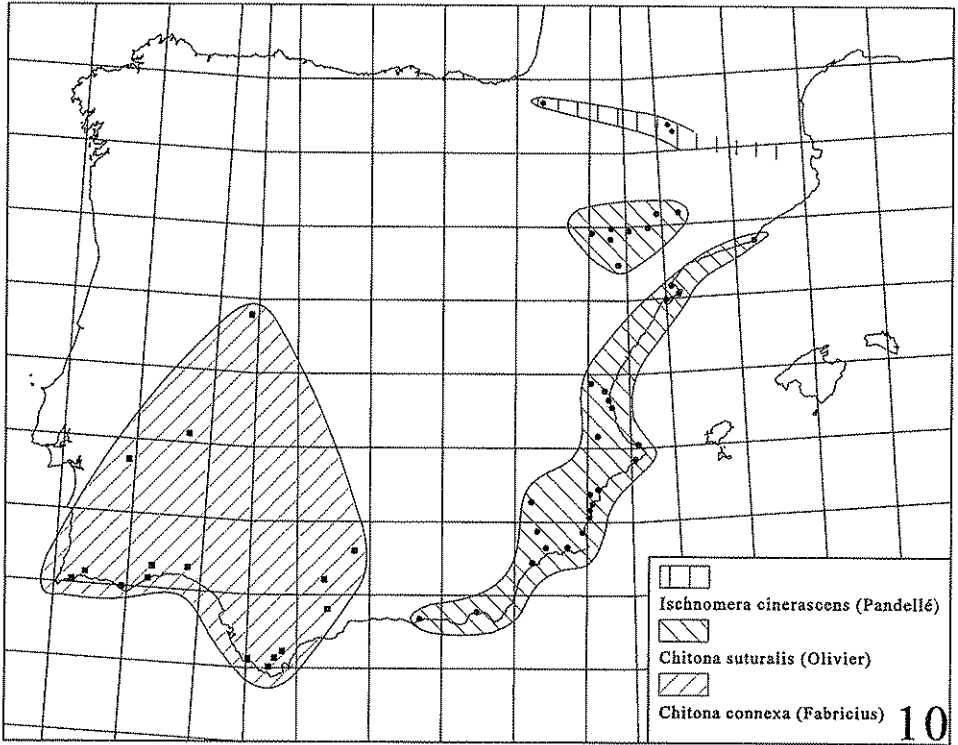 Ischnomera cinerascens (Pandellé)
Chitona suturalis (Olivier)
Chitona connexa (Fabricius)
10